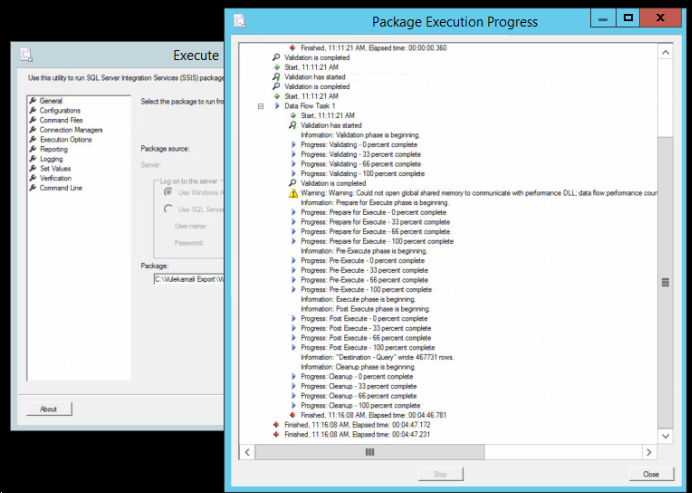 Package Execution Progress
Finished, 11:11:21 AM, Elapsed time: 00:00:00.360
Validation is completed
Start, 11:11:21 AM
Validation has started
Validation is completed
Start, 11:11:21 AM
Data Flow Task 1
Start, 11:11:21 AM
Validation has started
Information: Validation phase is beginning.
Progress: Validating - 0 percent complete
Progress: Validating - 33 percent complete
Progress: Validating - 66 percent complete
Progress: Validating - 100 percent complete
Validation is completed
Warning: Warning: Could not open global shared memory to communicate with performance DLL; data flow performance coun
Information: Prepare for Execute phase is beginning.
Progress: Prepare for Execute - 0 percent complete
Progress: Prepare for Execute - 33 percent complete
Progress: Prepare for Execute - 66 percent complete
Progress: Prepare for Execute - 100 percent complete
Information: Pre-Execute phase is beginning.
Progress: Pre-Execute - 0 percent complete
Progress: Pre-Execute - 33 percent complete
Progress: Pre-Execute - 66 percent complete
Progress: Pre-Execute - 100 percent complete
Information: Execute phase is beginning.
Information: Post Execute phase is beginning.
Progress: Post Execute - 0 percent complete
Progress: Post Execute - 33 percent complete
Progress: Post Execute - 66 percent complete
Progress: Post Execute - 100 percent complete
Information: "Destination - Query" wrote 467731 rows.
Information: Cleanup phase is beginning.
Progress: Cleanup - 0 percent complete
Progress: Cleanup - 33 percent complete
Progress: Cleanup - 66 percent complete
Progress: Cleanup - 100 percent complete
Finished, 11:16:08 AM, Elapsed time: 00:04:46.781
Finished, 11:16:08 AM, Elapsed time: 00:04:47.172
Finished, 11:16:08 AM, Elapsed time: 00:04:47.231
Stop
Close
Execute
Use this utility to run SQL Server Integration Services (SSIS) package
General
Configurations
Command Files
Connection Managers
Execution Options
Reporting
Logging
Set Values
Verification
Command Line
Select the package to run from
Package source:
Server:
Log on to the server
Use Windows A
Use SQL Server
User name:
Password:
Package:
C:\Vulekamali Export\Vu
About